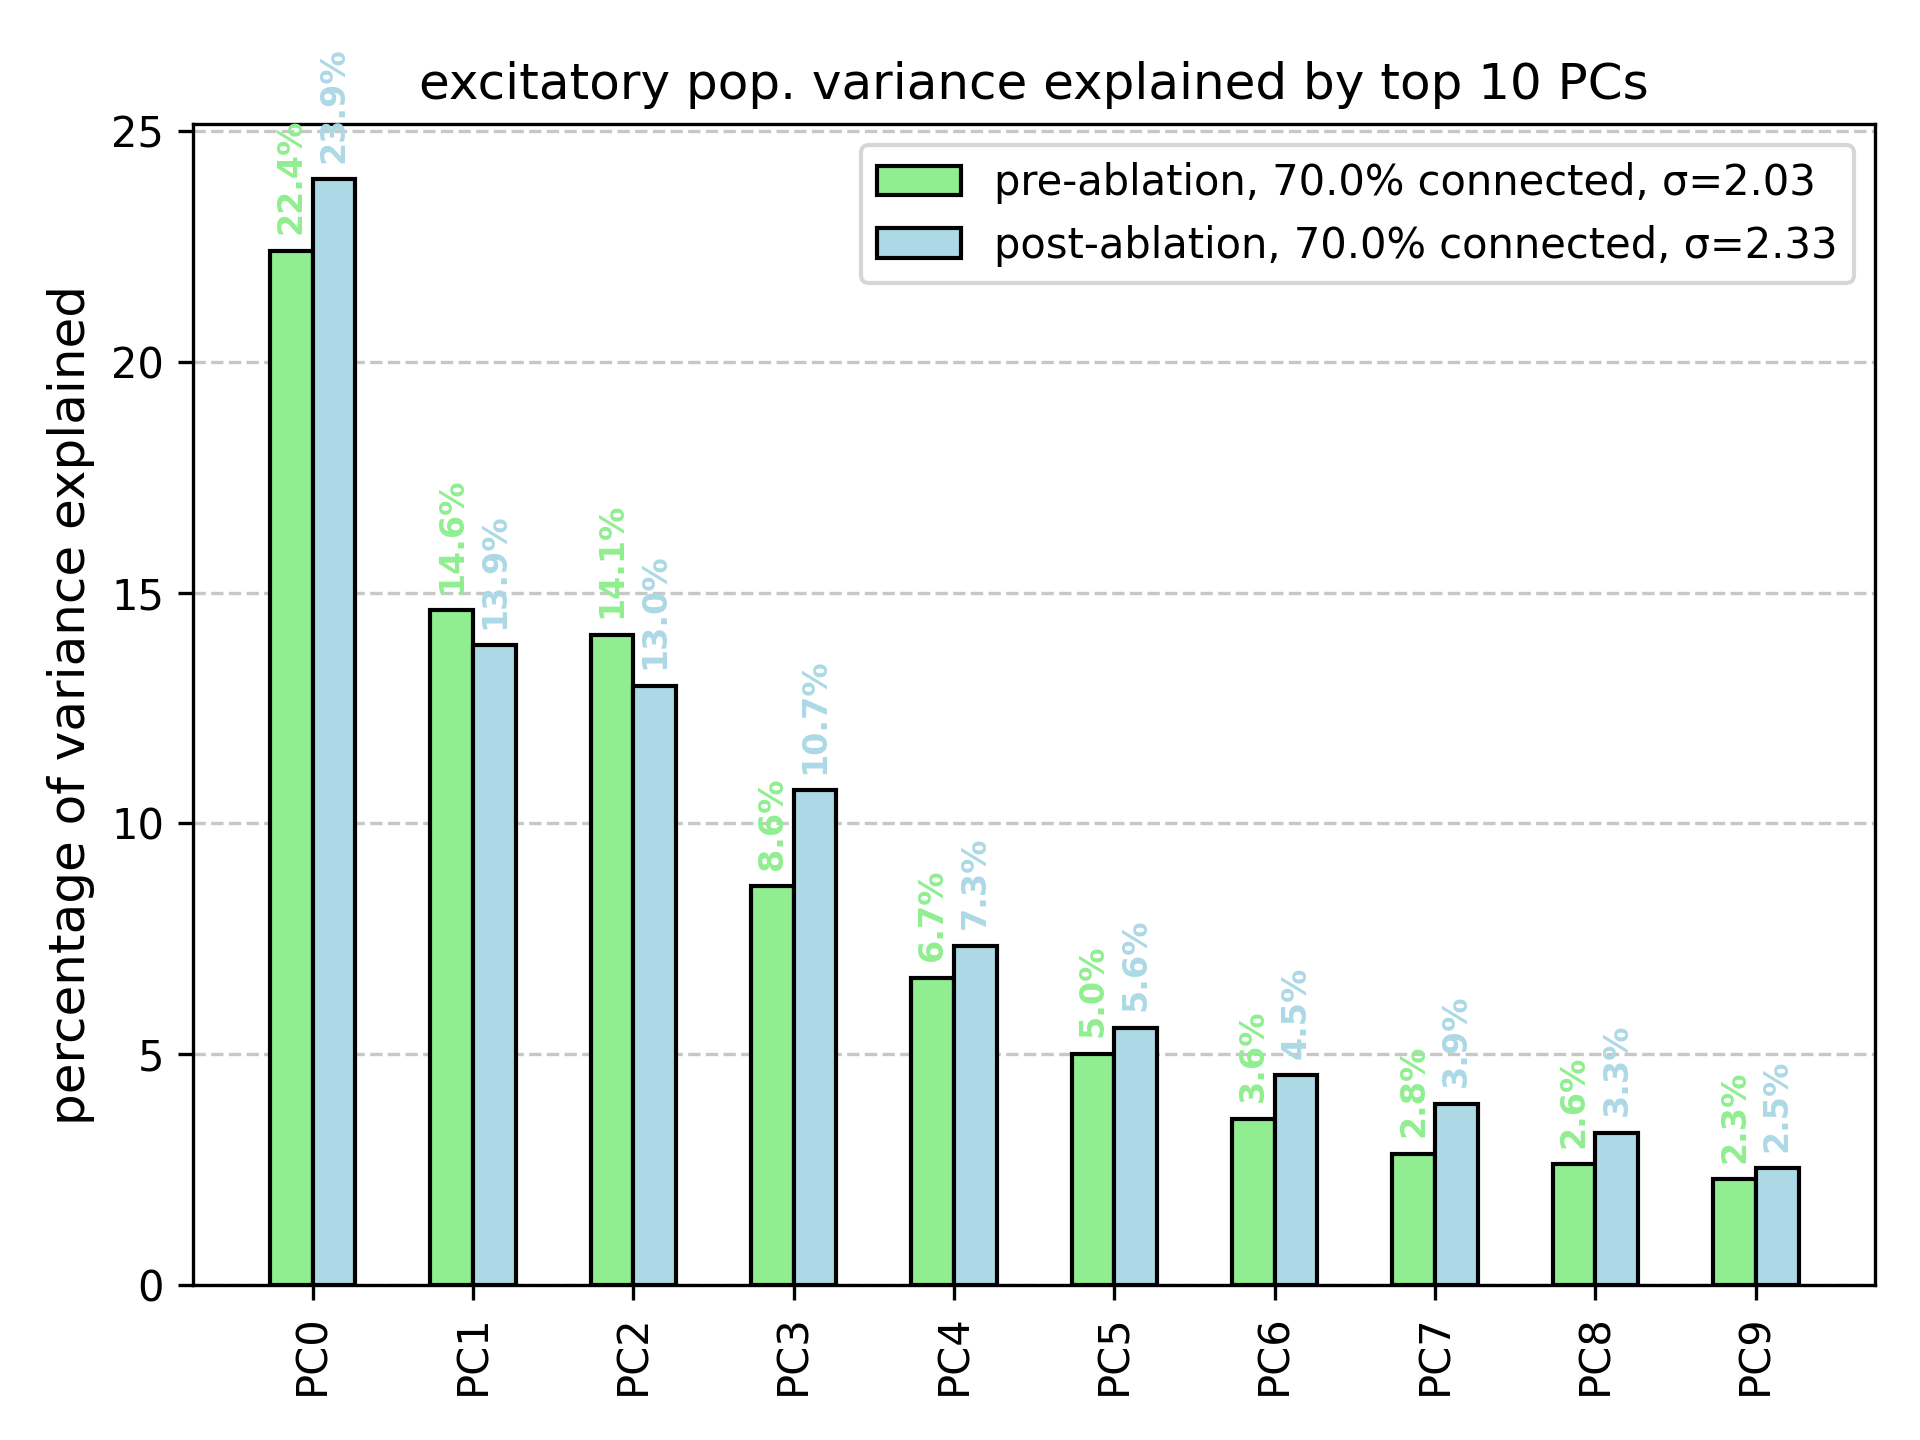 excitatory pop. variance explained by top 10 PCs
percentage of variance explained
25
20
15
10
5
0
pre-ablation, 70.0% connected, σ=2.03
post-ablation, 70.0% connected, σ=2.33
22.4%
23.9%
14.6%
13.9%
14.1%
13.0%
8.6%
10.7%
6.7%
7.3%
5.0%
5.6%
3.6%
4.5%
2.8%
3.9%
2.6%
3.3%
2.3%
2.5%
PC0
PC1
PC2
PC3
PC4
PC5
PC6
PC7
PC8
PC9